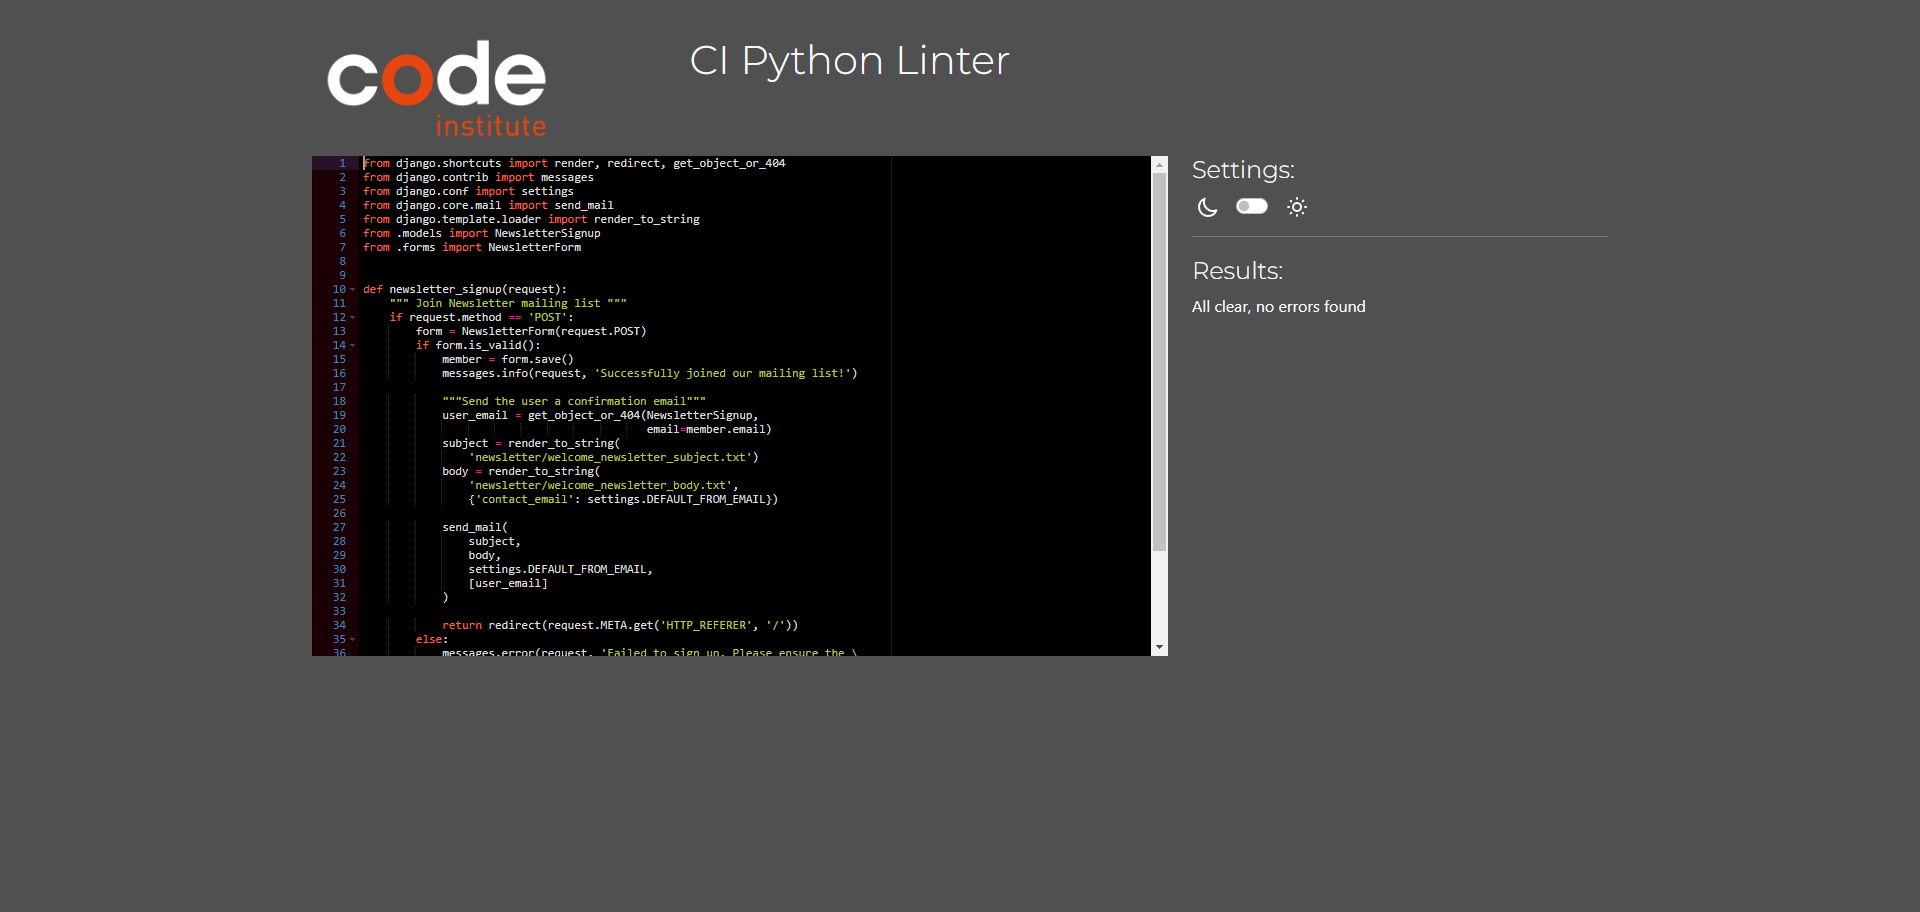 code
institute
CI Python Linter
1 from django.shortcuts import render, redirect, get_object_or_404
2 from django.contrib import messages
3 from django.conf import settings
4 from django.core.mail import send_mail
5 from django.template.loader import render_to_string
6 from .models import NewsletterSignup
7 from .forms import NewsletterForm
8
9
10 def newsletter_signup(request):
11     """ Join Newsletter mailing list """
12     if request.method == 'POST':
13         form = NewsletterForm(request.POST)
14         if form.is_valid():
15             member = form.save()
16             messages.info(request, 'Successfully joined our mailing list!')
17
18             """Send the user a confirmation email"""
19             user_email = get_object_or_404(NewsletterSignup,
20                                            email=member.email)
21             subject = render_to_string(
22                 'newsletter/welcome_newsletter_subject.txt')
23             body = render_to_string(
24                 'newsletter/welcome_newsletter_body.txt',
25                 {'contact_email': settings.DEFAULT_FROM_EMAIL})
26
27             send_mail(
28                 subject,
29                 body,
30                 settings.DEFAULT_FROM_EMAIL,
31                 [user_email]
32             )
33
34             return redirect(request.META.get('HTTP_REFERER', '/'))
35         else:
36             messages.error(request, 'Failed to sign up. Please ensure the \
Settings:
Results:
All clear, no errors found